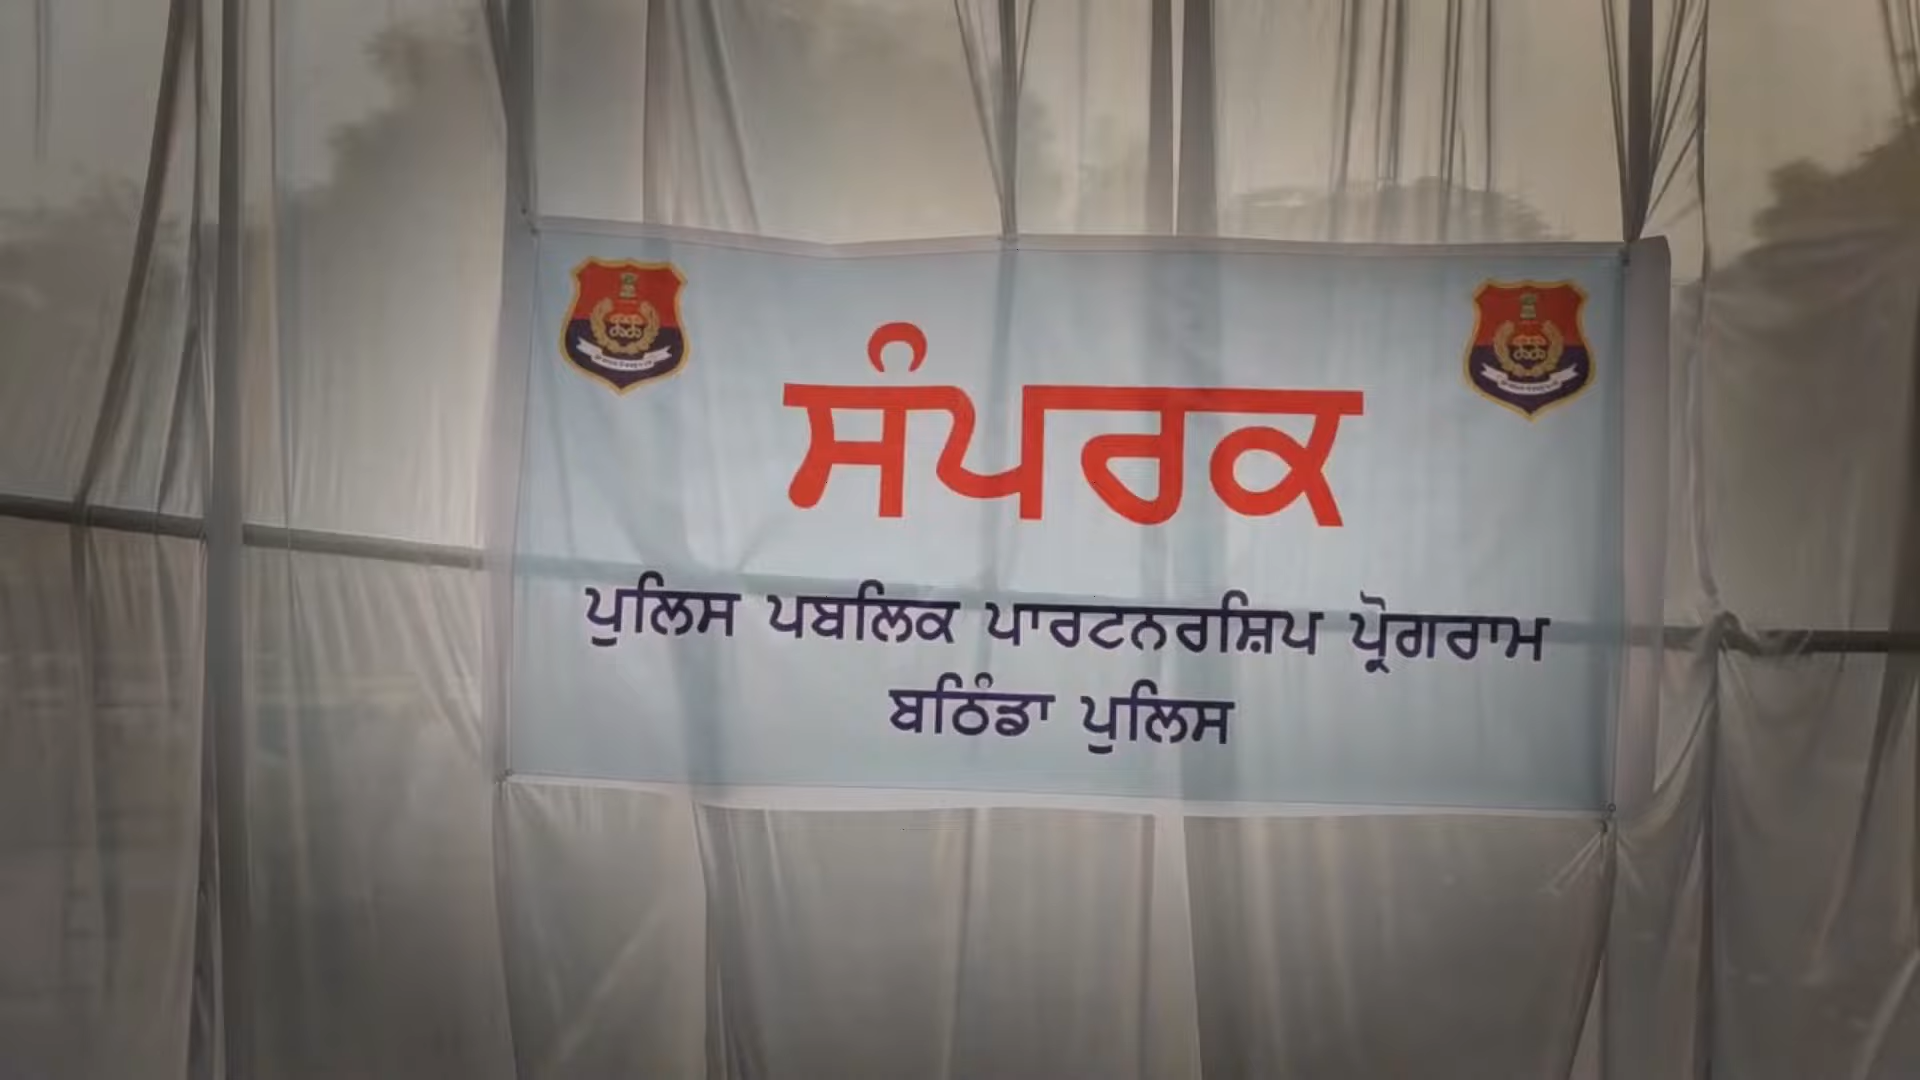 ਸੰਪਰਕ
ਪੁਲਿਸ ਪਬਲਿਕ ਪਾਰਟਨਰਸ਼ਿਪ ਪ੍ਰੋਗਰਾਮ
ਬਠਿੰਡਾ ਪੁਲਿਸ